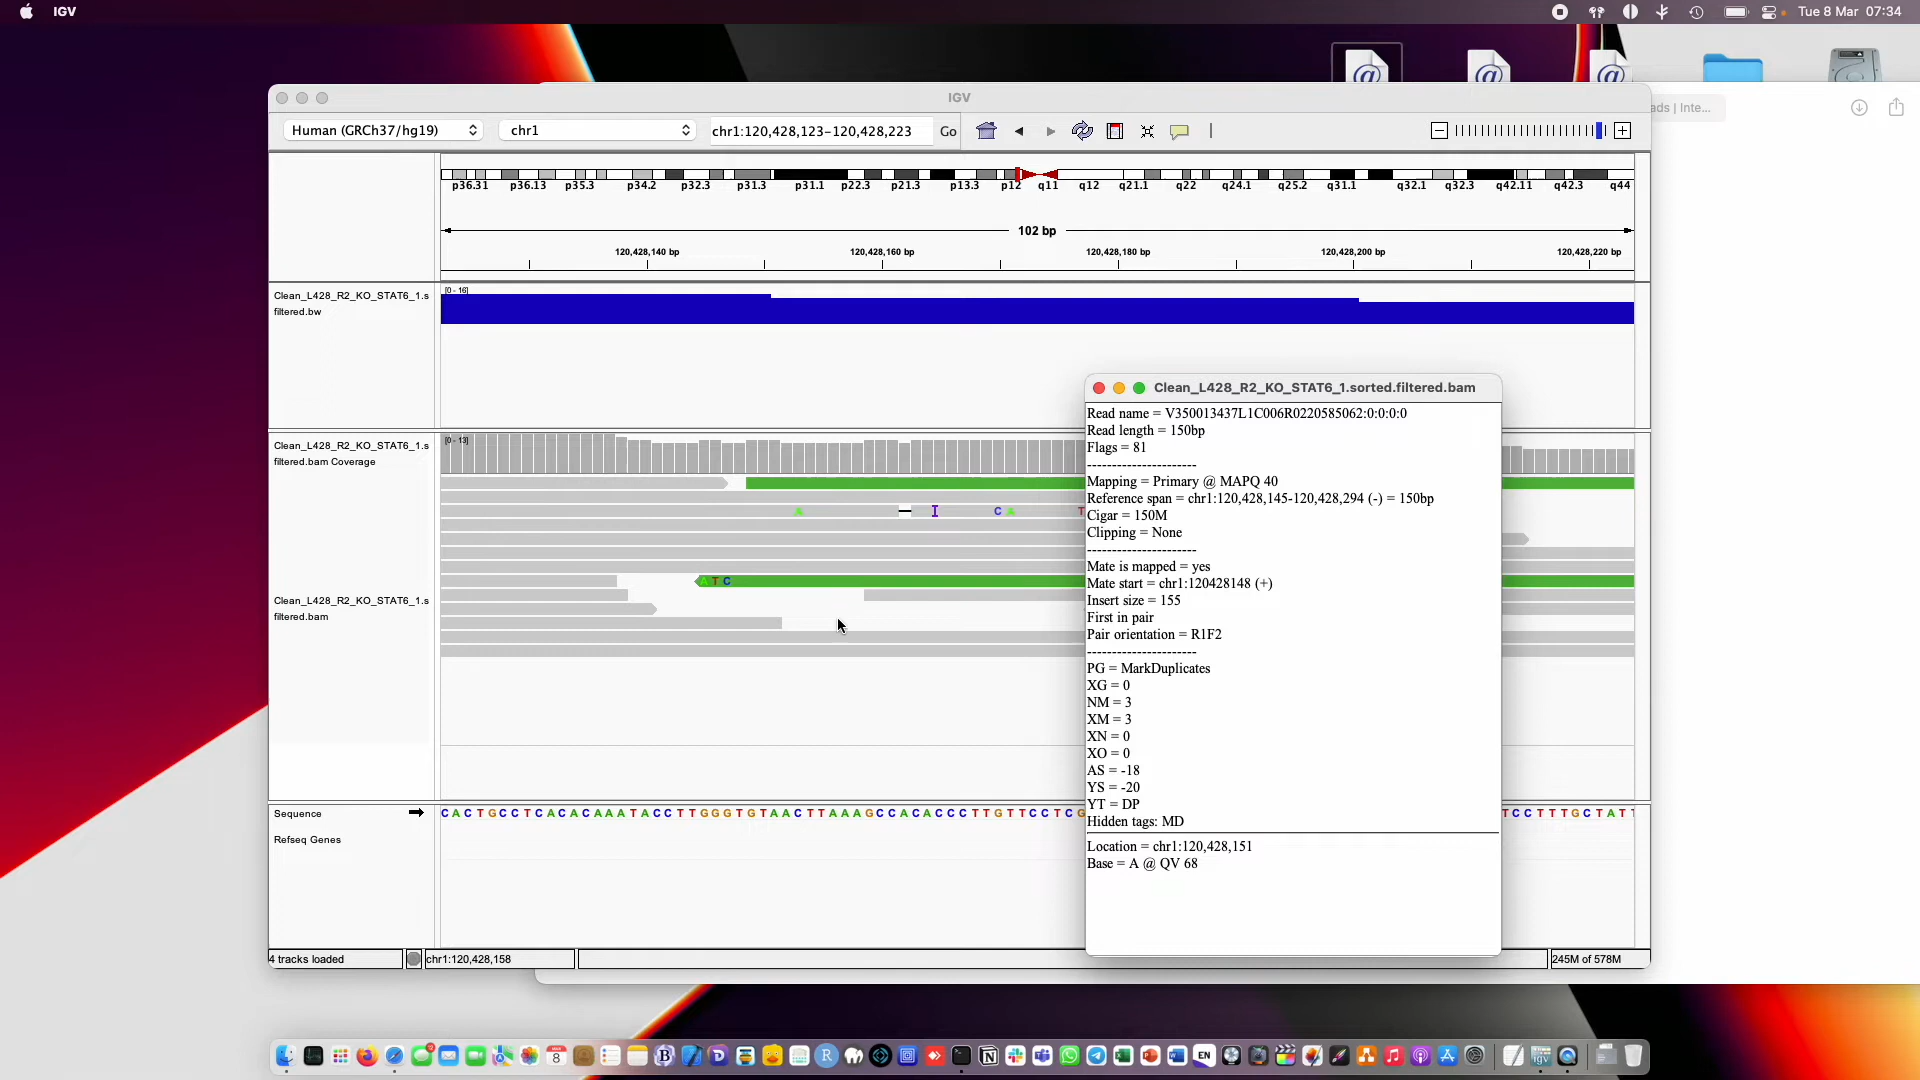 IGV
Tue 8 Mar 07:34
IGV
ads | Inte...
Human (GRCh37/hg19)
chr1
chr1:120,428,123-120,428,223
Go
p36.31 p36.13 p35.3 p34.2 p32.3 p31.3 p31.1 p22.3 p21.3 p13.3 p12 q11 q12 q21.1 q22 q24.1 q25.2 q31.1 q32.1 q32.3 q42.11 q42.3 q44
102 bp
120,428,140 bp 120,428,160 bp 120,428,180 bp 120,428,200 bp 120,428,220 bp
Clean_L428_R2_KO_STAT6_1.s
filtered.bw
[0 - 16]
Clean_L428_R2_KO_STAT6_1.s
filtered.bam Coverage
[0 - 13]
A I C A T
A T C
Clean_L428_R2_KO_STAT6_1.s
filtered.bam
Clean_L428_R2_KO_STAT6_1.sorted.filtered.bam
Read name = V350013437L1C006R0220585062:0:0:0:0
Read length = 150bp
Flags = 81
----------------------
Mapping = Primary @ MAPQ 40
Reference span = chr1:120,428,145-120,428,294 (-) = 150bp
Cigar = 150M
Clipping = None
----------------------
Mate is mapped = yes
Mate start = chr1:120428148 (+)
Insert size = 155
First in pair
Pair orientation = R1F2
----------------------
PG = MarkDuplicates
XG = 0
NM = 3
XM = 3
XN = 0
XO = 0
AS = -18
YS = -20
YT = DP
Hidden tags: MD
Location = chr1:120,428,151
Base = A @ QV 68
Sequence
C A C T G C C T C A C A C A A A T A C C T T G G G T G T A A C T T A A A G C C A C A C C C T T G T T C C T C G
T C C T T T G C T A T T
Refseq Genes
4 tracks loaded
chr1:120,428,158
245M of 578M
8
EN
igv